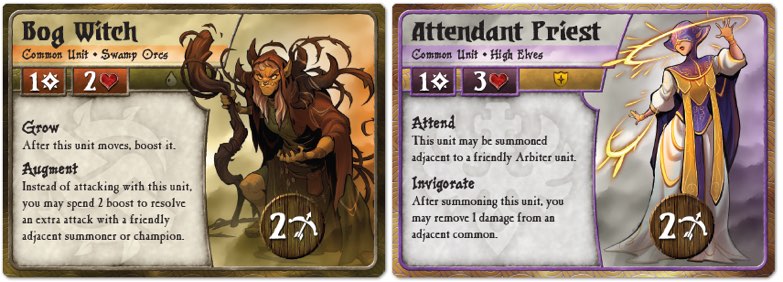 Bog Witch
Common Unit • Swamp Orcs
1 2
Grow
After this unit moves, boost it.
Augment
Instead of attacking with this unit,
you may spend 2 boost to resolve
an extra attack with a friendly
adjacent summoner or champion.
2
Attendant Priest
Common Unit • High Elves
1 3
Attend
This unit may be summoned
adjacent to a friendly Arbiter unit.
Invigorate
After summoning this unit, you
may remove 1 damage from an
adjacent common.
2